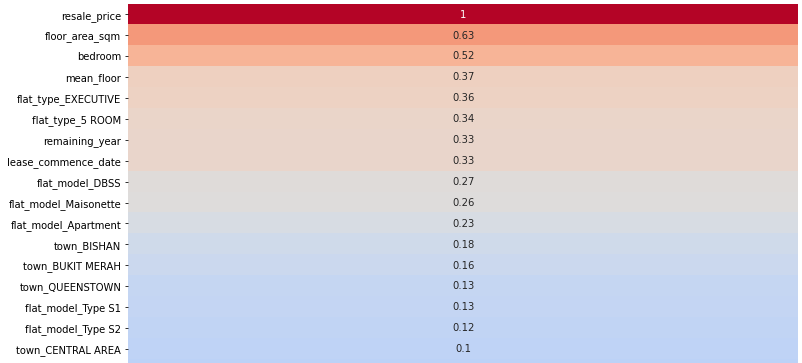 resale_price 1
floor_area_sqm 0.63
bedroom 0.52
mean_floor 0.37
flat_type_EXECUTIVE 0.36
flat_type_5 ROOM 0.34
remaining_year 0.33
lease_commence_date 0.33
flat_model_DBSS 0.27
flat_model_Maisonette 0.26
flat_model_Apartment 0.23
town_BISHAN 0.18
town_BUKIT MERAH 0.16
town_QUEENSTOWN 0.13
flat_model_Type S1 0.13
flat_model_Type S2 0.12
town_CENTRAL AREA 0.1